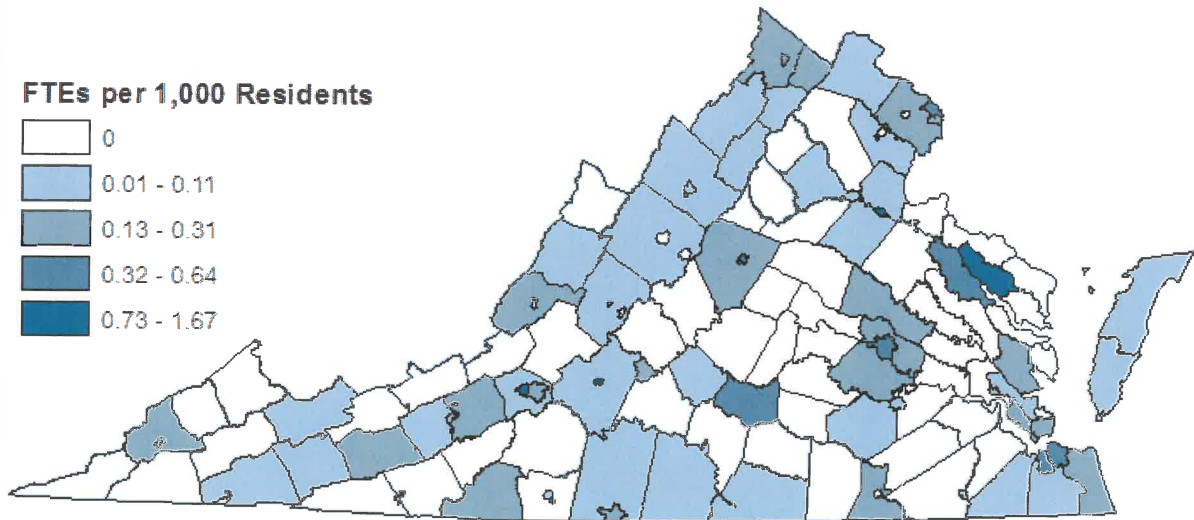 FTEs per 1,000 Residents
0
0.01 - 0.11
0.13 - 0.31
0.32 - 0.64
0.73 - 1.67